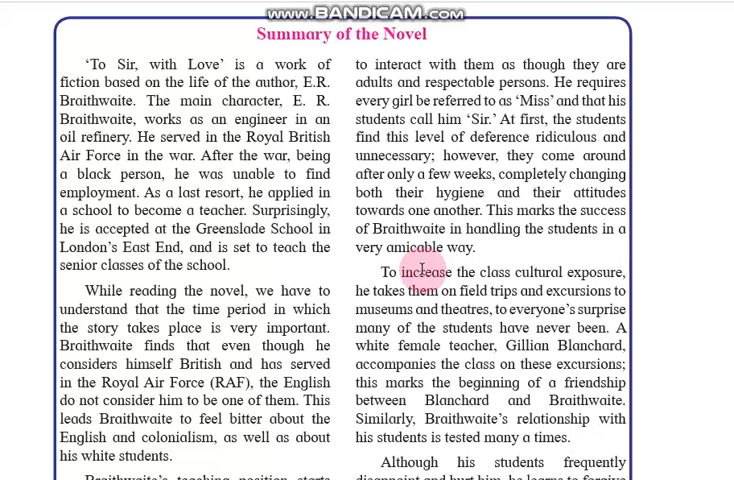 www.BANDICAM.com
Summary of the Novel
‘To Sir, with Love’ is a work of
fiction based on the life of the author, E.R.
Braithwaite. The main character, E. R.
Braithwaite, works as an engineer in an
oil refinery. He served in the Royal British
Air Force in the war. After the war, being
a black person, he was unable to find
employment. As a last resort, he applied in
a school to become a teacher. Surprisingly,
he is accepted at the Greenslade School in
London’s East End, and is set to teach the
senior classes of the school.
While reading the novel, we have to
understand that the time period in which
the story takes place is very important.
Braithwaite finds that even though he
considers himself British and has served
in the Royal Air Force (RAF), the English
do not consider him to be one of them. This
leads Braithwaite to feel bitter about the
English and colonialism, as well as about
his white students.
Braithwaite’s teaching position starts
to interact with them as though they are
adults and respectable persons. He requires
every girl be referred to as ‘Miss’ and that his
students call him ‘Sir.’ At first, the students
find this level of deference ridiculous and
unnecessary; however, they come around
after only a few weeks, completely changing
both their hygiene and their attitudes
towards one another. This marks the success
of Braithwaite in handling the students in a
very amicable way.
To increase the class cultural exposure,
he takes them on field trips and excursions to
museums and theatres, to everyone’s surprise
many of the students have never been. A
white female teacher, Gillian Blanchard,
accompanies the class on these excursions;
this marks the beginning of a friendship
between Blanchard and Braithwaite.
Similarly, Braithwaite’s relationship with
his students is tested many a times.
Although his students frequently
disappoint and hurt him, he learns to forgive